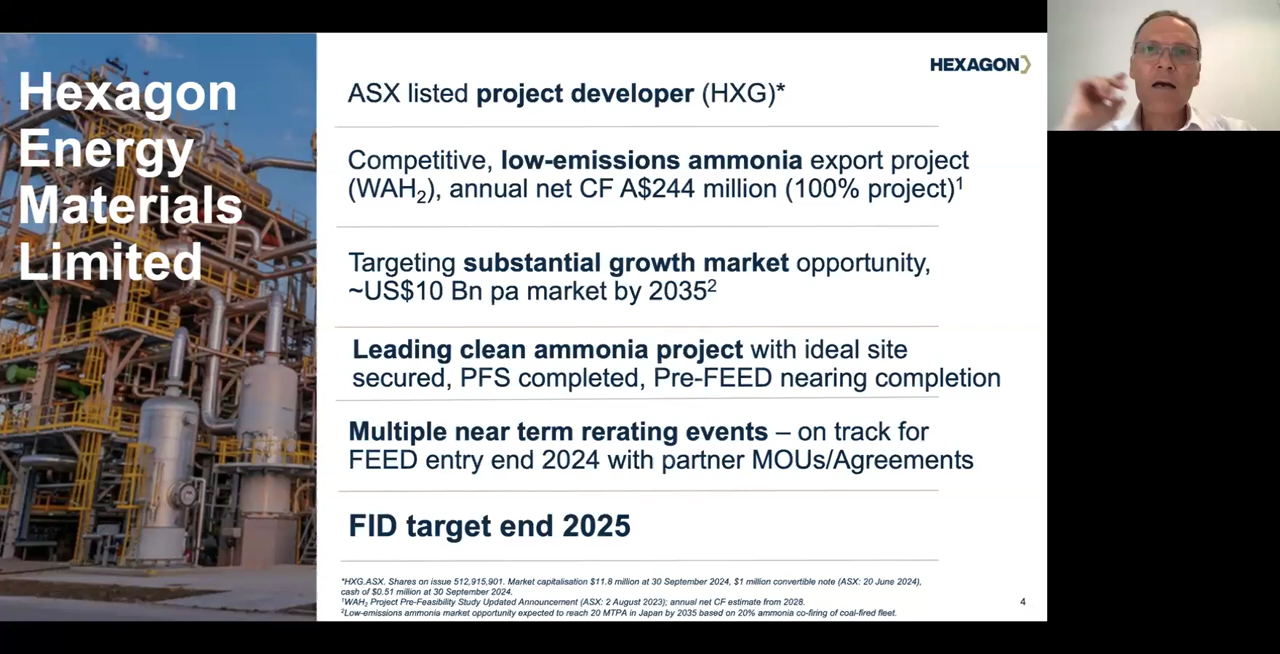 Hexagon
Energy
Materials
Limited
HEXAGON
ASX listed project developer (HXG)*
Competitive, low-emissions ammonia export project
(WAH₂), annual net CF A$244 million (100% project)¹
Targeting substantial growth market opportunity,
~US$10 Bn pa market by 2035²
Leading clean ammonia project with ideal site
secured, PFS completed, Pre-FEED nearing completion
Multiple near term rerating events – on track for
FEED entry end 2024 with partner MOUs/Agreements
FID target end 2025
*HXG.ASX. Shares on issue 512,915,901. Market capitalisation $11.8 million at 30 September 2024, $1 million convertible note (ASX: 20 June 2024),
cash of $0.51 million at 30 September 2024.
¹WAH₂ Project Pre-Feasibility Study Updated Announcement (ASX: 2 August 2023); annual net CF estimate from 2028.
²Low-emissions ammonia market opportunity expected to reach 20 MTPA in Japan by 2035 based on 20% ammonia co-firing of coal-fired fleet.
4